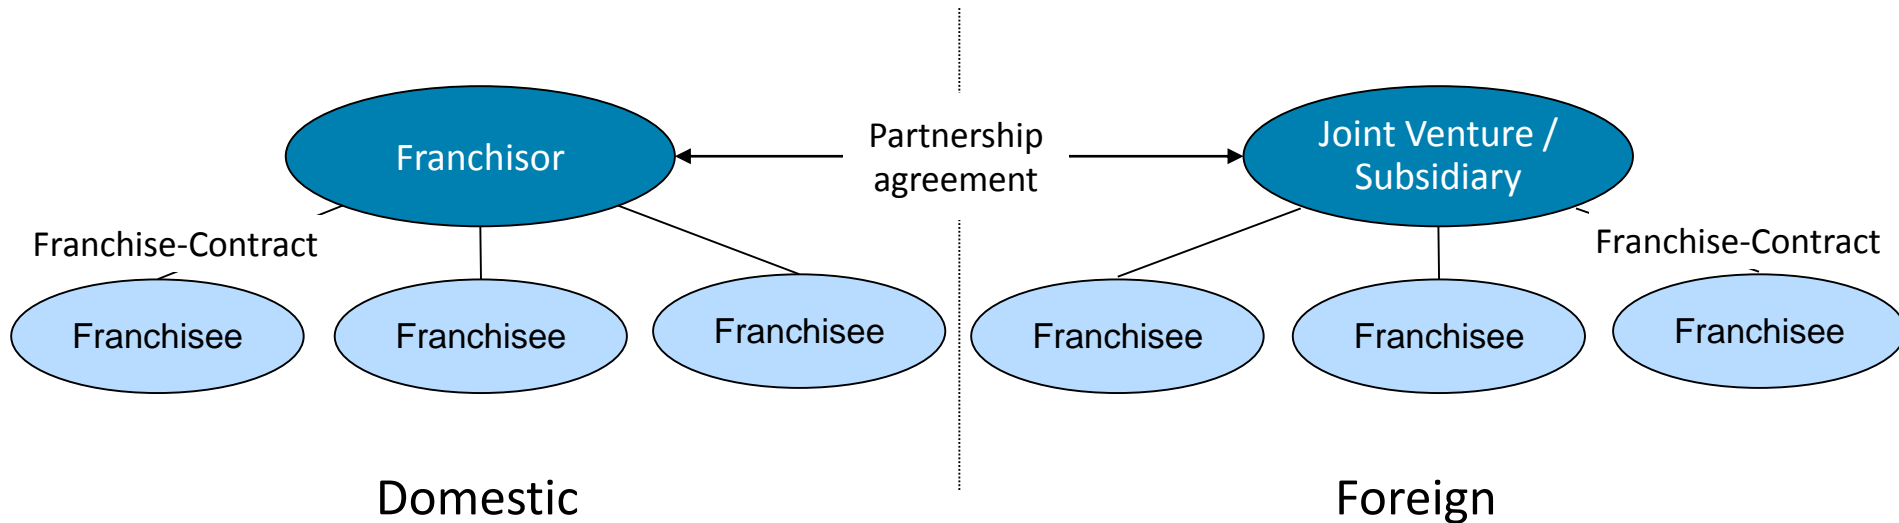 Franchisor
Partnership
agreement
Joint Venture /
Subsidiary
Franchise-Contract
Franchise-Contract
Franchisee
Franchisee
Franchisee
Franchisee
Franchisee
Franchisee
Domestic
Foreign